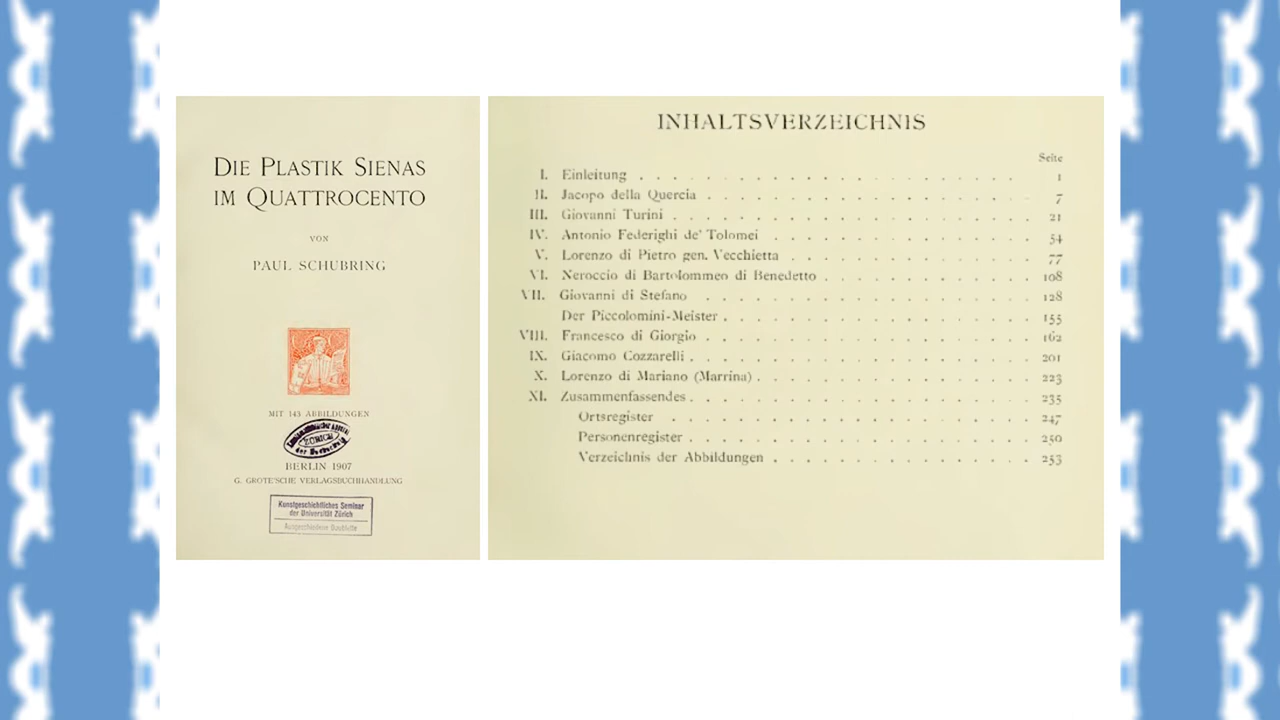 DIE PLASTIK SIENAS
IM QUATTROCENTO
VON
PAUL SCHUBRING
MIT 143 ABBILDUNGEN
ZÜRICH
BERLIN 1907
G. GROTE'SCHE VERLAGSBUCHHANDLUNG
Kunstgeschichtliches Seminar
der Universität Zürich
Ausgeschiedene Doublette
INHALTSVERZEICHNIS
Seite
I. Einleitung . . . . . . . . . . . . . . . . . 1
II. Jacopo della Quercia . . . . . . . . . . . . . . . 7
III. Giovanni Turini . . . . . . . . . . . . . . . . 21
IV. Antonio Federighi de' Tolomei . . . . . . . . . . . . 54
V. Lorenzo di Pietro gen. Vecchietta . . . . . . . . . . . . 77
VI. Neroccio di Bartolommeo di Benedetto . . . . . . . . . . . 108
VII. Giovanni di Stefano . . . . . . . . . . . . . . . 128
Der Piccolomini-Meister . . . . . . . . . . . . . . . 155
VIII. Francesco di Giorgio . . . . . . . . . . . . . . . 162
IX. Giacomo Cozzarelli . . . . . . . . . . . . . . . . 201
X. Lorenzo di Mariano (Marrina) . . . . . . . . . . . . . 223
XI. Zusammenfassendes . . . . . . . . . . . . . . . . 235
Ortsregister . . . . . . . . . . . . . . . . 247
Personenregister . . . . . . . . . . . . . . . . 250
Verzeichnis der Abbildungen . . . . . . . . . . . . 253